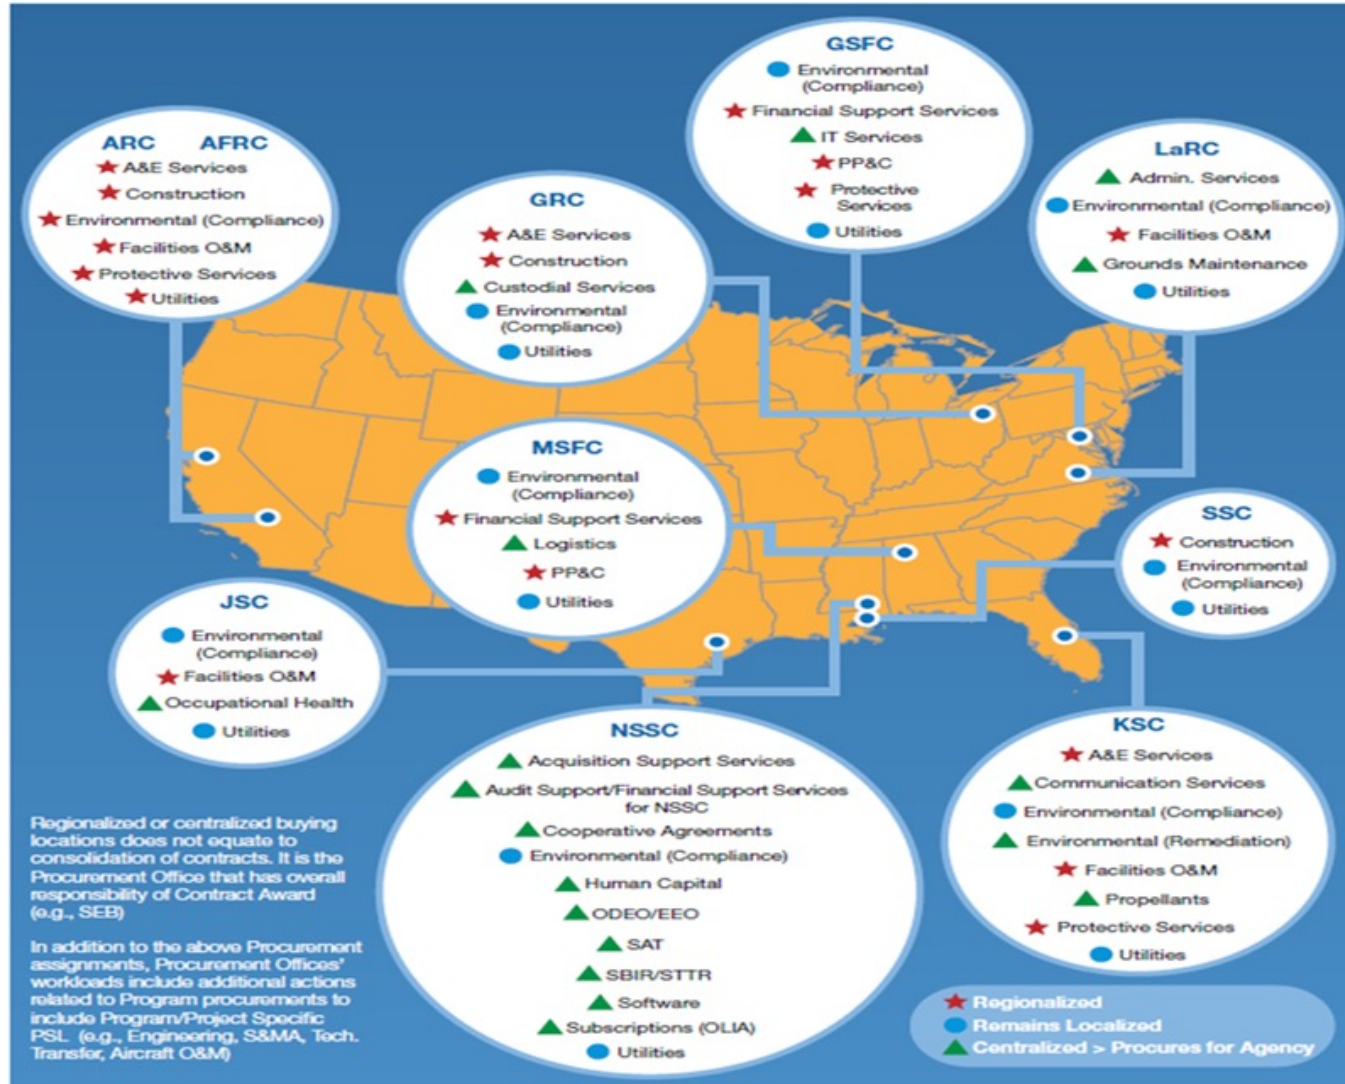 GSFC
Environmental
(Compliance)
Financial Support Services
IT Services
PP&C
Protective
Services
Utilities
ARC AFRC
A&E Services
Construction
Environmental (Compliance)
Facilities O&M
Protective Services
Utilities
GRC
A&E Services
Construction
Custodial Services
Environmental
(Compliance)
Utilities
LaRC
Admin. Services
Environmental (Compliance)
Facilities O&M
Grounds Maintenance
Utilities
MSFC
Environmental
(Compliance)
Financial Support Services
Logistics
PP&C
Utilities
SSC
Construction
Environmental
(Compliance)
Utilities
JSC
Environmental
(Compliance)
Facilities O&M
Occupational Health
Utilities
NSSC
Acquisition Support Services
Audit Support/Financial Support Services
for NSSC
Cooperative Agreements
Environmental (Compliance)
Human Capital
ODEO/EEO
SAT
SBIR/STTR
Software
Subscriptions (OLIA)
Utilities
KSC
A&E Services
Communication Services
Environmental (Compliance)
Environmental (Remediation)
Facilities O&M
Propellants
Protective Services
Utilities
Regionalized or centralized buying
locations does not equate to
consolidation of contracts. It is the
Procurement Office that has overall
responsibility of Contract Award
(e.g., SEB)
In addition to the above Procurement
assignments, Procurement Offices'
workloads include additional actions
related to Program procurements to
include Program/Project Specific
PSL (e.g., Engineering, S&MA, Tech.
Transfer, Aircraft O&M)
Regionalized
Remains Localized
Centralized > Procures for Agency